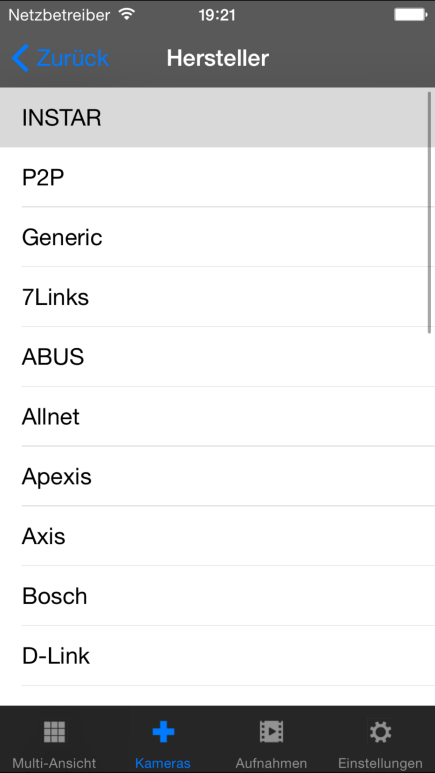 Netzbetreiber 19:21
Zurück Hersteller
INSTAR
P2P
Generic
7Links
ABUS
Allnet
Apexis
Axis
Bosch
D-Link
Multi-Ansicht Kameras Aufnahmen Einstellungen